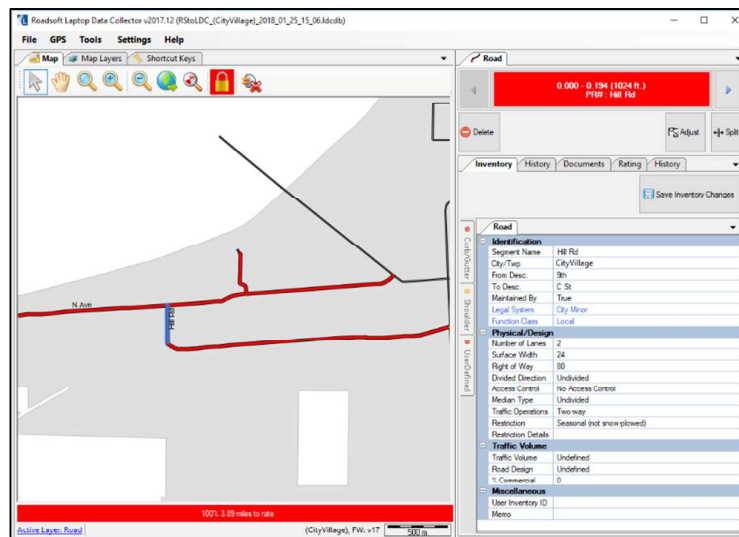 Roadsoft Laptop Data Collector v2017.12 (RStoLDC_(CityVillage)_2018_01_25_15_06.ldcdb)
File GPS Tools Settings Help
Map Map Layers Shortcut Keys
N Ave
Hill Rd
100% 3.89 miles to rate
Active Layer: Road (CityVillage), FW: v17 500 m
Road
0.000 - 0.194 (1024 ft.)
PR# : Hill Rd
Delete Adjust Split
Inventory History Documents Rating History
Save Inventory Changes
Curb/Gutter
Shoulder
UserDefined
Road
Identification
Segment Name Hill Rd
City/Twp CityVillage
From Desc. 9th
To Desc. C St
Maintained By True
Legal System City Minor
Function Class Local
Physical/Design
Number of Lanes 2
Surface Width 24
Right of Way 80
Divided Direction Undivided
Access Control No Access Control
Median Type Undivided
Traffic Operations Two-way
Restriction Seasonal (not snow-plowed)
Restriction Details
Traffic Volume
Traffic Volume Undefined
Road Design Undefined
% Commercial 0
Miscellaneous
User Inventory ID
Memo